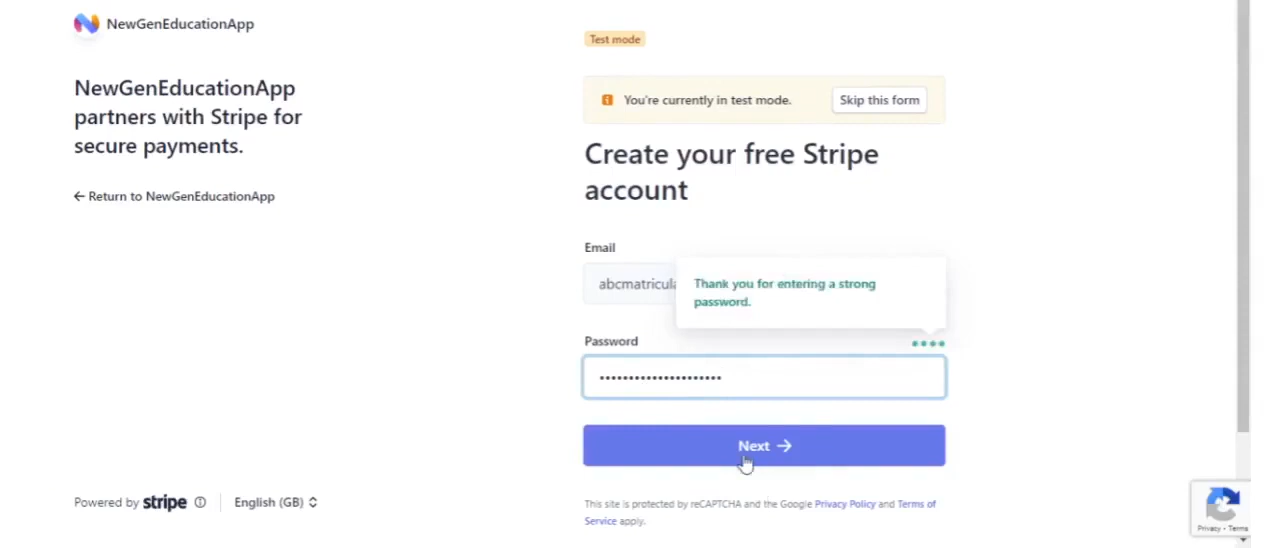 NewGenEducationApp
NewGenEducationApp
partners with Stripe for
secure payments.
← Return to NewGenEducationApp
Powered by stripe
English (GB)
Test mode
You're currently in test mode.
Skip this form
Create your free Stripe
account
Email
abcmatricula
Thank you for entering a strong
password.
Password
Next →
This site is protected by reCAPTCHA and the Google Privacy Policy and Terms of
Service apply.
Privacy - Terms